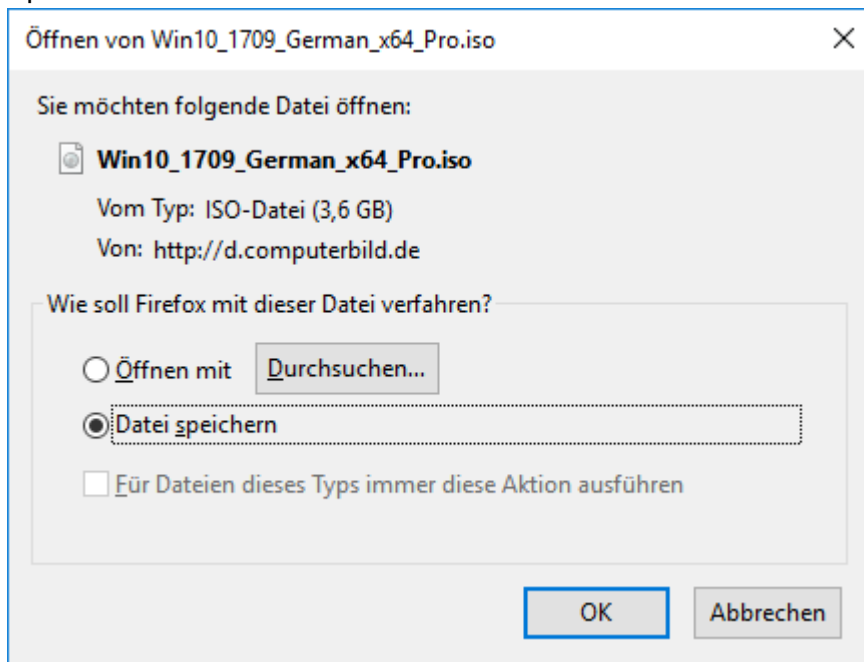 Öffnen von Win10_1709_German_x64_Pro.iso
Sie möchten folgende Datei öffnen:
Win10_1709_German_x64_Pro.iso
Vom Typ: ISO-Datei (3,6 GB)
Von: http://d.computerbild.de
Wie soll Firefox mit dieser Datei verfahren?
Öffnen mit Durchsuchen...
Datei speichern
Für Dateien dieses Typs immer diese Aktion ausführen
OK Abbrechen